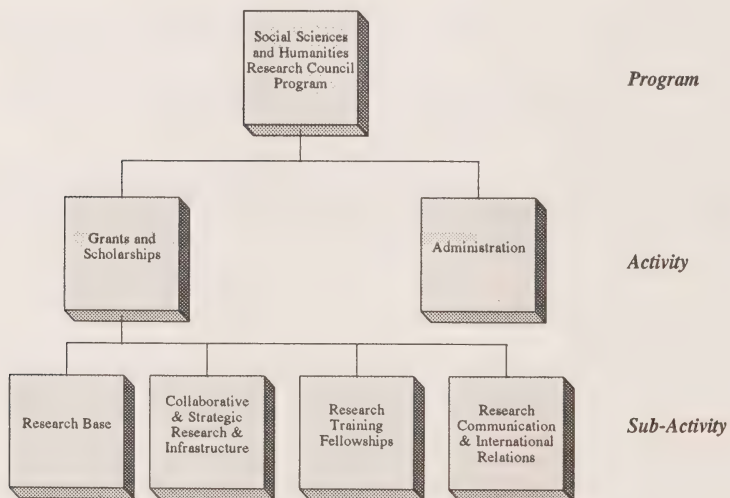 Social Sciences
and Humanities
Research Council
Program
Program
Grants and
Scholarships
Administration
Activity
Research Base
Collaborative
& Strategic
Research &
Infrastructure
Research
Training
Fellowships
Research
Communication
& International
Relations
Sub-Activity